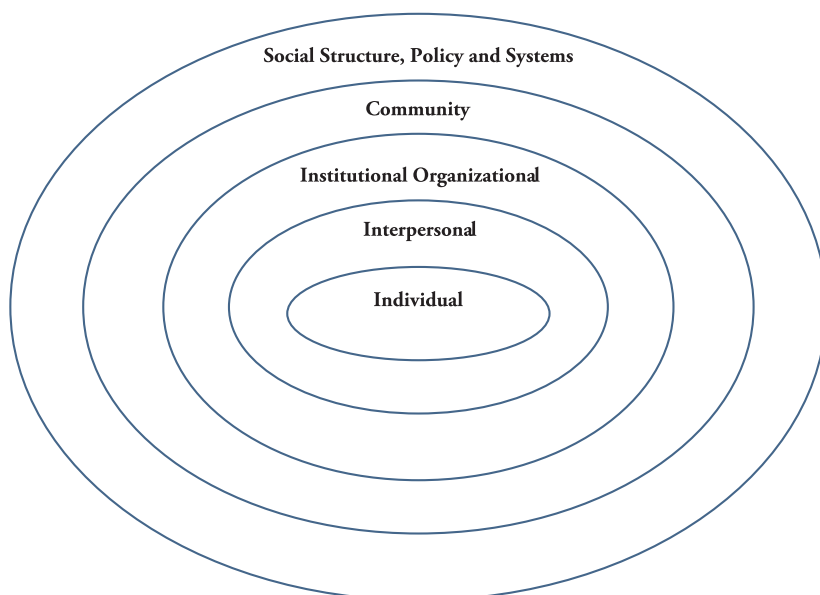 Social Structure, Policy and Systems
Community
Institutional Organizational
Interpersonal
Individual